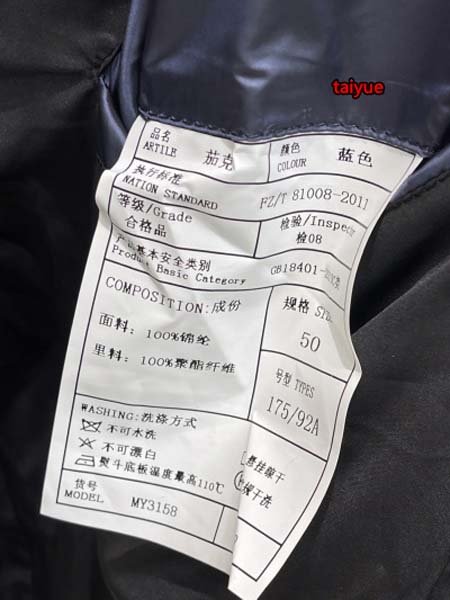 taiyue
品名
ARTILE 茄克
颜色
COLOUR 蓝色
执行标准
NATION STANDARD FZ/T 81008-2011
等级/Grade
合格品
检验/Inspect
检08
产品基本安全类别
Product Basic Category GB18401-
COMPOSITION:成份
面料: 100%锦纶
里料: 100%聚酯纤维
规格
50
号型 TYPES
175/92A
WASHING:洗涤方式
不可水洗
不可漂白
熨斗底板温度最高110℃
悬挂晾干
干洗
货号
MODEL MY3158